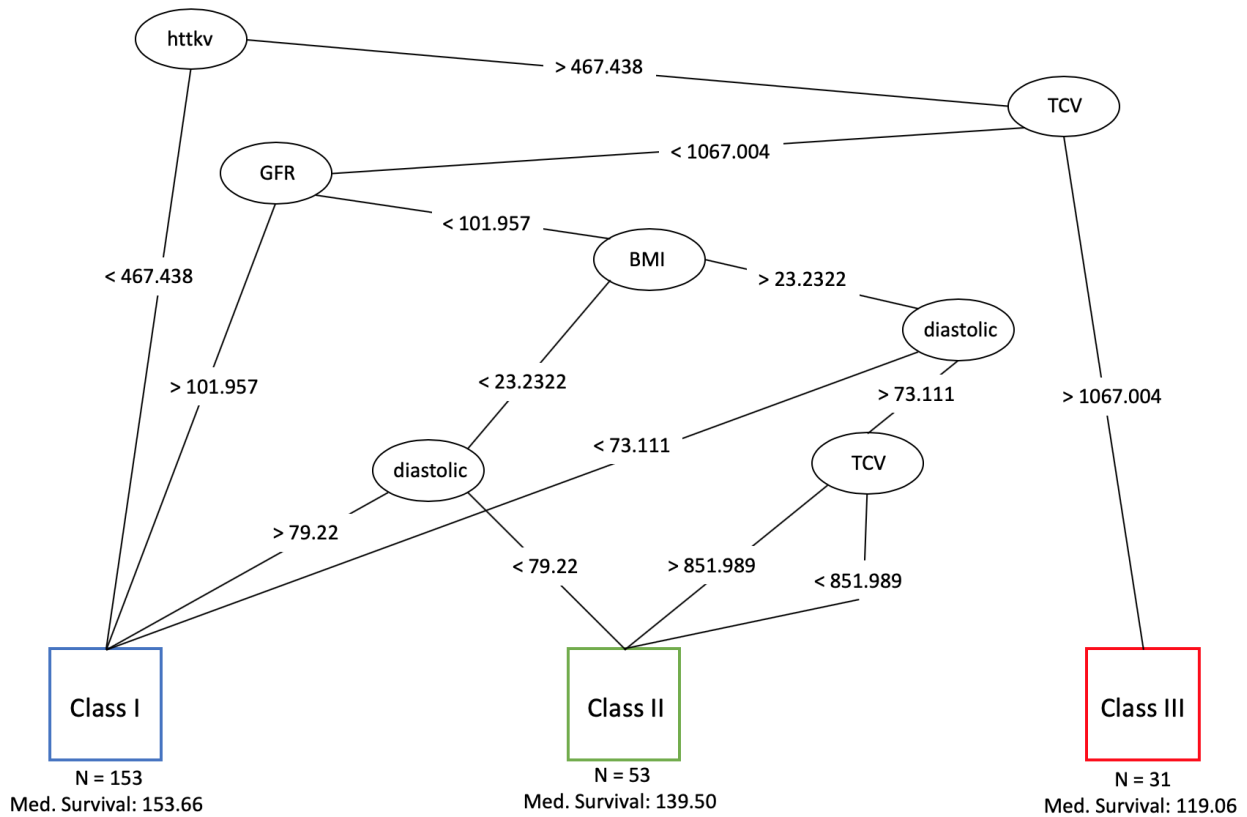 httkv
> 467.438
TCV
< 1067.004
GFR
< 101.957
BMI
> 23.2322
< 467.438
diastolic
> 101.957
< 23.2322
> 73.111
> 1067.004
< 73.111
diastolic
TCV
> 79.22
< 79.22
> 851.989
< 851.989
Class I
Class II
Class III
N = 153
Med. Survival: 153.66
N = 53
Med. Survival: 139.50
N = 31
Med. Survival: 119.06